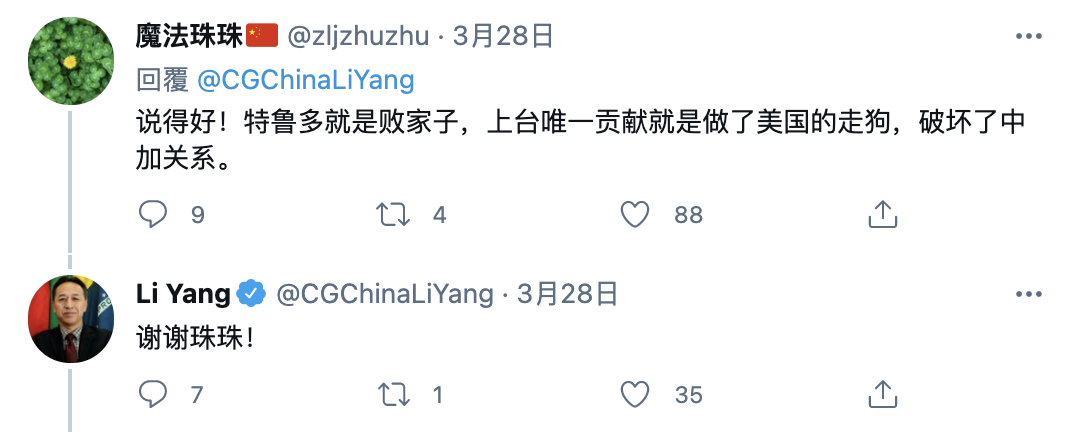 魔法珠珠🇨🇳 @zljzhuzhu · 3月28日
回覆 @CGChinaLiYang
说得好！特鲁多就是败家子，上台唯一贡献就是做了美国的走狗，破坏了中
加关系。
9 4 88
Li Yang @CGChinaLiYang · 3月28日
谢谢珠珠！
7 1 35